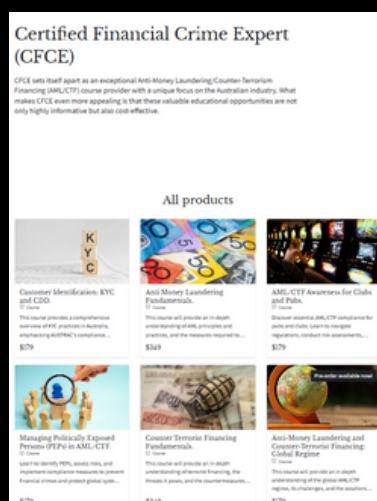 Certified Financial Crime Expert
(CFCE)
CFCE sets itself apart as an exceptional Anti-Money Laundering/Counter-Terrorism
Financing (AML/CTF) course provider with a unique focus on the Australian industry. What
makes CFCE even more appealing is that these valuable educational opportunities are not
only highly informative but also cost-effective.
All products
K
Y
C
Customer Identification: KYC
and CDD.
Course
This course provides a comprehensive
overview of KYC practices in Australia,
emphasizing AUSTRAC's compliance...
$179
Anti Money Laundering
Fundamentals.
Course
This course will provide an in depth
understanding of AML principles and
practices, and the measures required to...
$349
AML/CTF Awareness for Clubs
and Pubs.
Course
Discover essential AML/CTF compliance for
pubs and clubs. Learn to navigate
regulations, conduct risk assessments,...
$179
Managing Politically Exposed
Persons (PEPs) in AML/CTF.
Course
Learn to identify PEPs, assess risks, and
implement compliance measures to prevent
financial crimes and protect global syste...
$179
Counter Terrorist Financing
Fundamentals.
Course
This course will provide an in depth
understanding of terrorist financing, the
threats it poses, and the countermeasures...
$349
Pre-order available now!
Anti-Money Laundering and
Counter-Terrorist Financing:
Global Regime
Course
This course will provide an in depth
understanding of the global AML/CTF
regime, its challenges, and the solutions...
$179